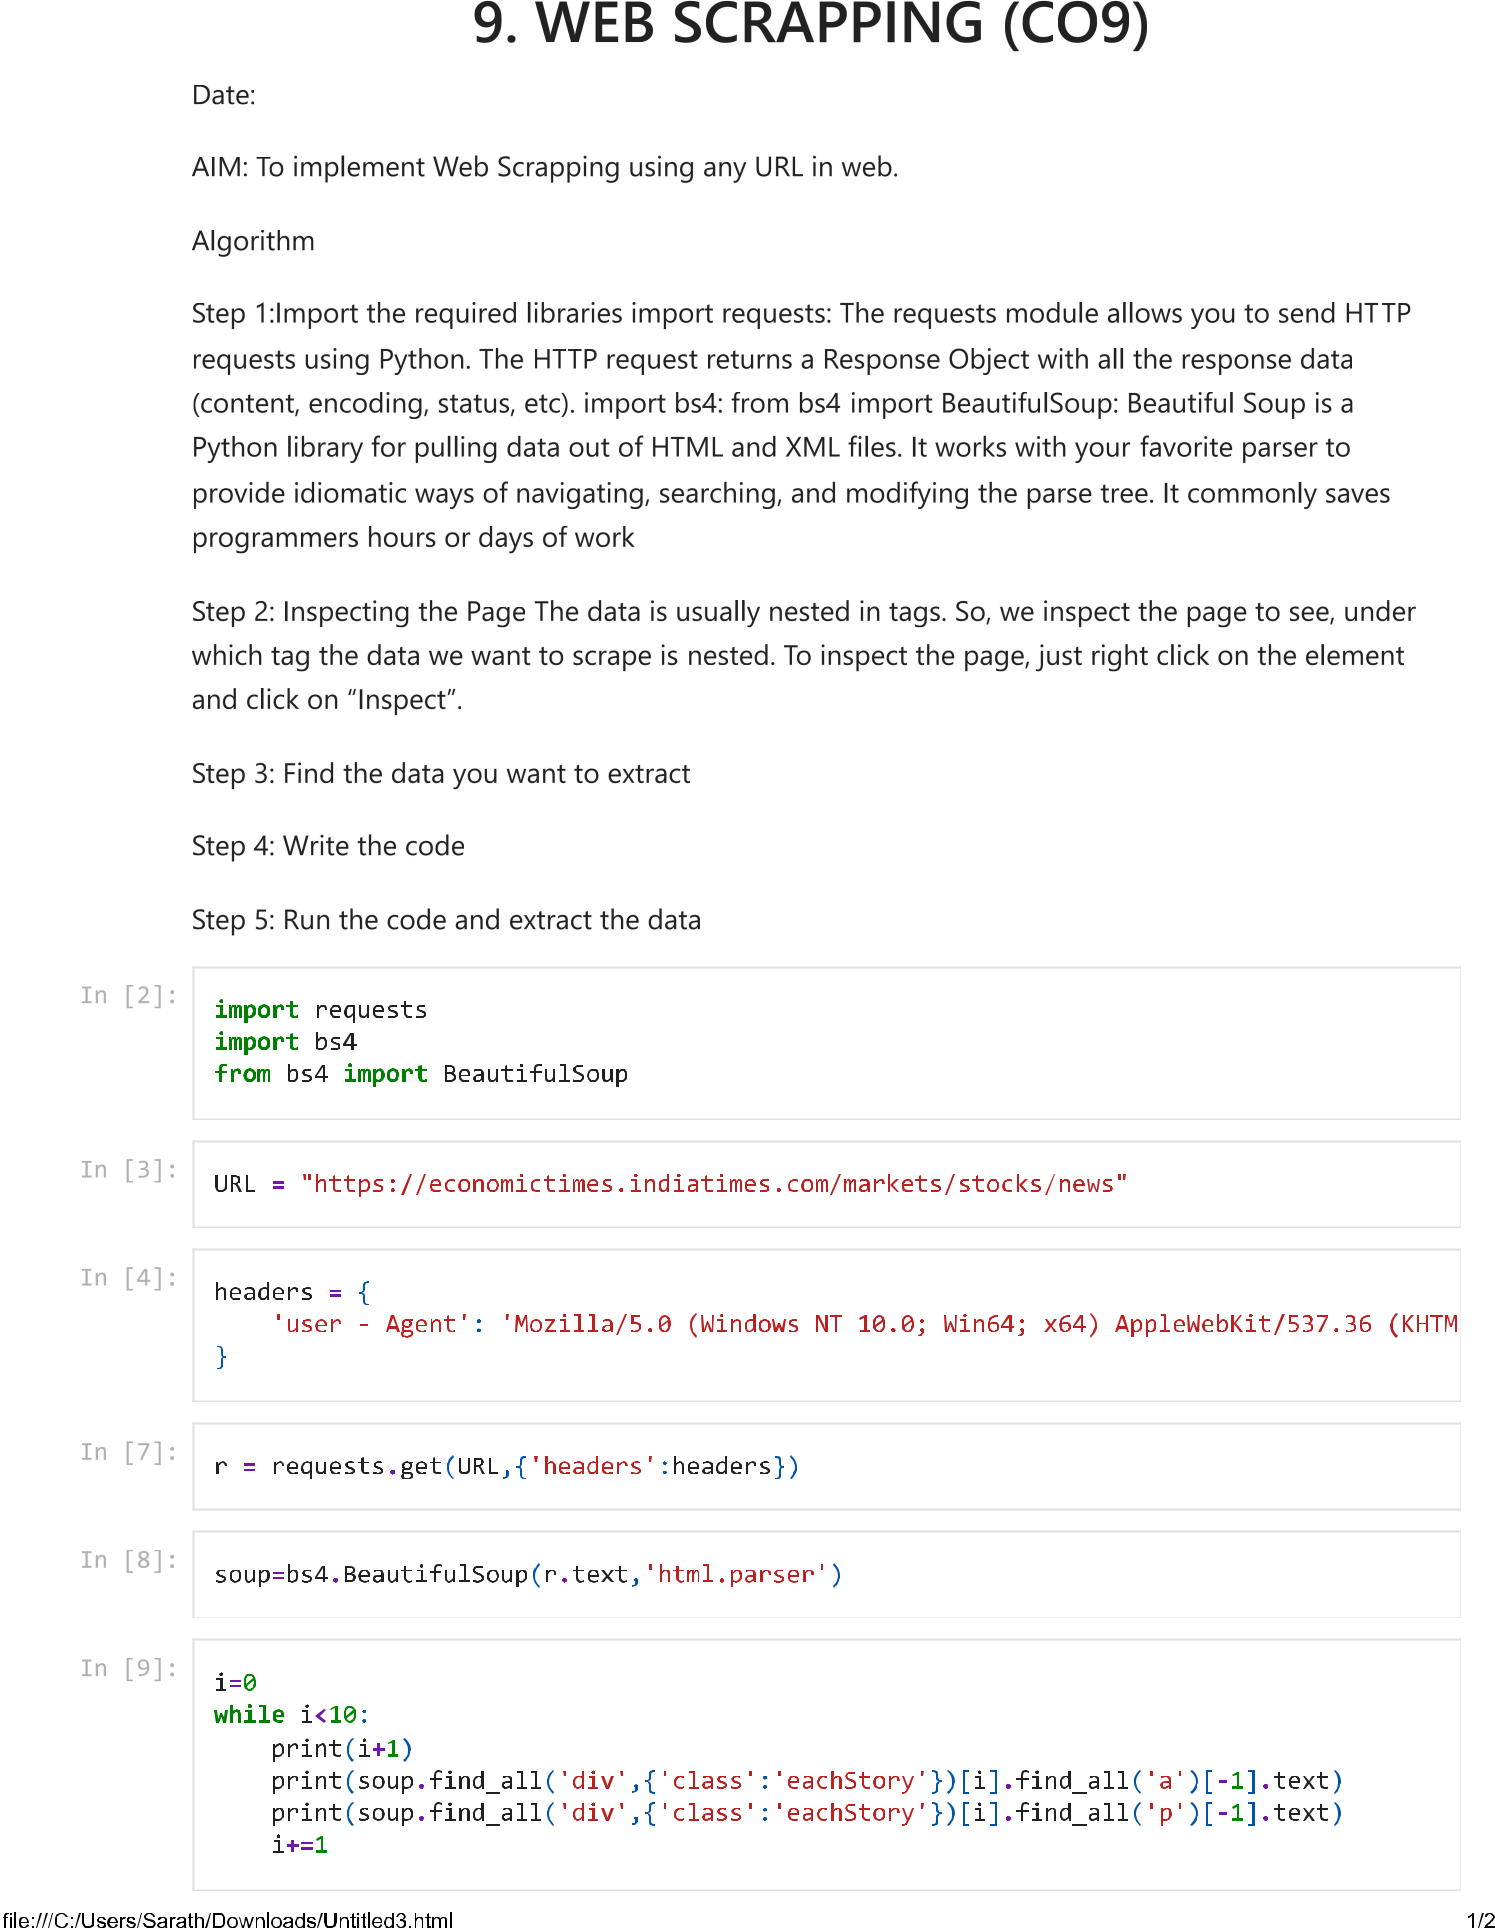 9. WEB SCRAPPING (CO9)
Date:
AIM: To implement Web Scrapping using any URL in web.
Algorithm
Step 1:Import the required libraries import requests: The requests module allows you to send HTTP
requests using Python. The HTTP request returns a Response Object with all the response data
(content, encoding, status, etc). import bs4: from bs4 import BeautifulSoup: Beautiful Soup is a
Python library for pulling data out of HTML and XML files. It works with your favorite parser to
provide idiomatic ways of navigating, searching, and modifying the parse tree. It commonly saves
programmers hours or days of work
Step 2: Inspecting the Page The data is usually nested in tags. So, we inspect the page to see, under
which tag the data we want to scrape is nested. To inspect the page, just right click on the element
and click on “Inspect”.
Step 3: Find the data you want to extract
Step 4: Write the code
Step 5: Run the code and extract the data
In [2]:
import requests
import bs4
from bs4 import BeautifulSoup
In [3]:
URL = "https://economictimes.indiatimes.com/markets/stocks/news"
In [4]:
headers = {
    'user - Agent': 'Mozilla/5.0 (Windows NT 10.0; Win64; x64) AppleWebKit/537.36 (KHTM
}
In [7]:
r = requests.get(URL,{'headers':headers})
In [8]:
soup=bs4.BeautifulSoup(r.text,'html.parser')
In [9]:
i=0
while i<10:
    print(i+1)
    print(soup.find_all('div',{'class':'eachStory'})[i].find_all('a')[-1].text)
    print(soup.find_all('div',{'class':'eachStory'})[i].find_all('p')[-1].text)
    i+=1
file:///C:/Users/Sarath/Downloads/Untitled3.html 1/2